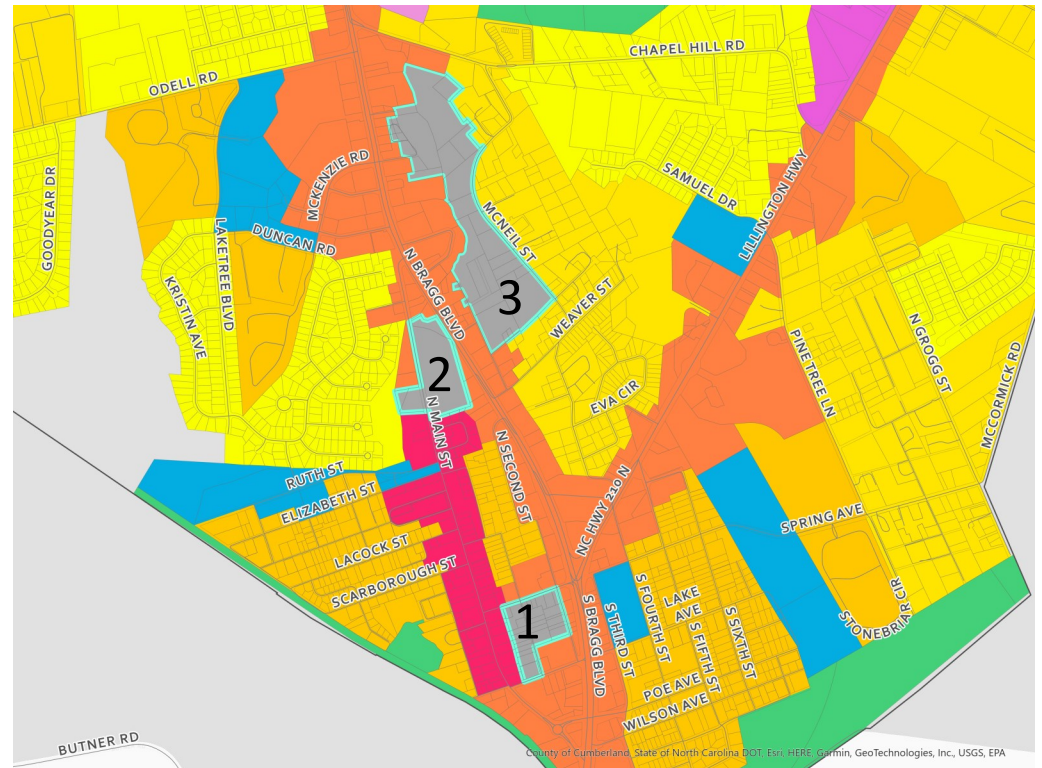 CHAPEL HILL RD
ODELL RD
GOODYEAR DR
MCKENZIE RD
SAMUEL DR
LILLINGTON HWY
MCNEIL ST
DUNCAN RD
LAKETREE BLVD
KRISTIN AVE
N BRAGG BLVD
3
WEAVER ST
N GROGG ST
PINE TREE LN
MCCORMICK RD
2
EVA CIR
N MAIN ST
N SECOND ST
RUTH ST
ELIZABETH ST
NC HWY 210 N
SPRING AVE
LACOCK ST
SCARBOROUGH ST
1
S BRAGG BLVD
S THIRD ST
S FOURTH ST
LAKE
AVE
S FIFTH ST
S SIXTH ST
STONEBRIAR CIR
POE AVE
WILSON AVE
BUTNER RD
County of Cumberland, State of North Carolina DOT, Esri, HERE, Garmin, GeoTechnologies, Inc., USGS, EPA